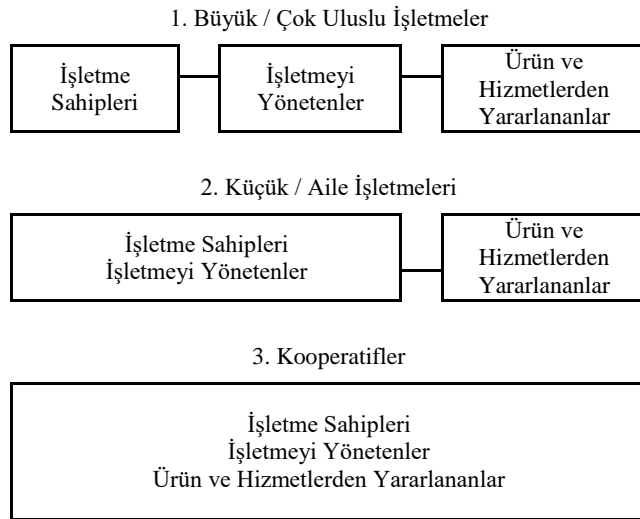 1. Büyük / Çok Uluslu İşletmeler
İşletme
Sahipleri
İşletmeyi
Yönetenler
Ürün ve
Hizmetlerden
Yararlananlar
2. Küçük / Aile İşletmeleri
İşletme Sahipleri
İşletmeyi Yönetenler
Ürün ve
Hizmetlerden
Yararlananlar
3. Kooperatifler
İşletme Sahipleri
İşletmeyi Yönetenler
Ürün ve Hizmetlerden Yararlananlar